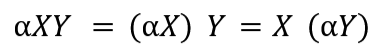 αXY = (αX) Y = X (αY)